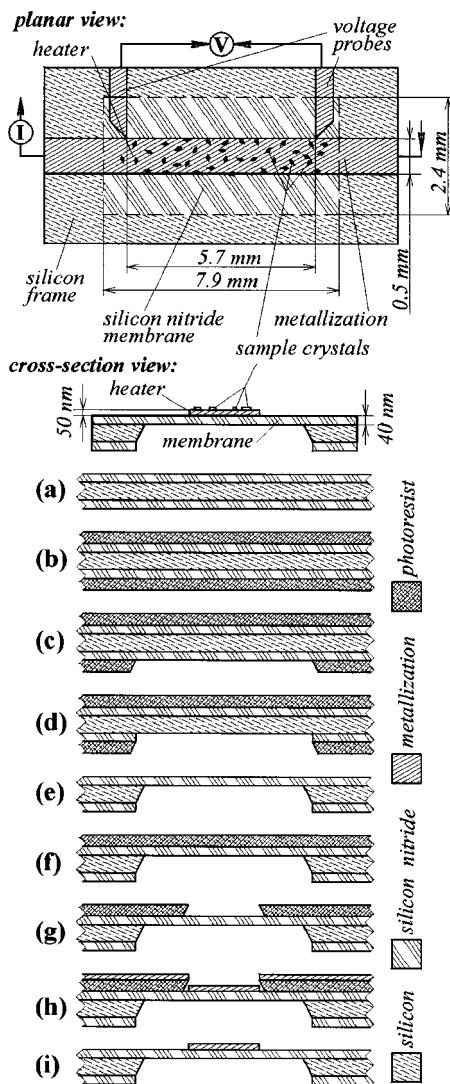 planar view:
heater
V
voltage
probes
I
2.4 mm
0.5 mm
5.7 mm
7.9 mm
silicon
frame
silicon nitride
membrane
metallization
sample crystals
cross-section view:
heater
50 nm
membrane
40 nm
(a)
(b)
(c)
(d)
(e)
(f)
(g)
(h)
(i)
photoresist
metallization
silicon nitride
silicon